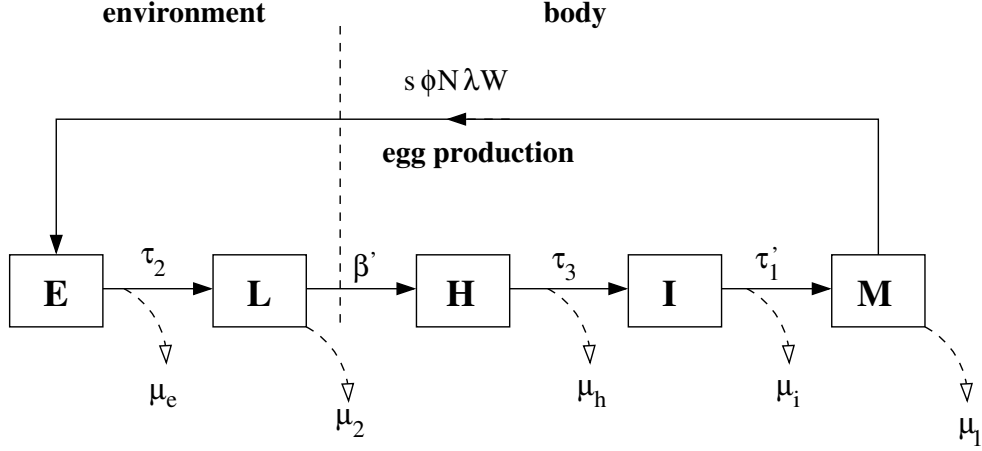 environment
body
s ϕN λW
egg production
τ2
β'
τ3
τ1'
E
L
H
I
M
μe
μ2
μh
μi
μ1